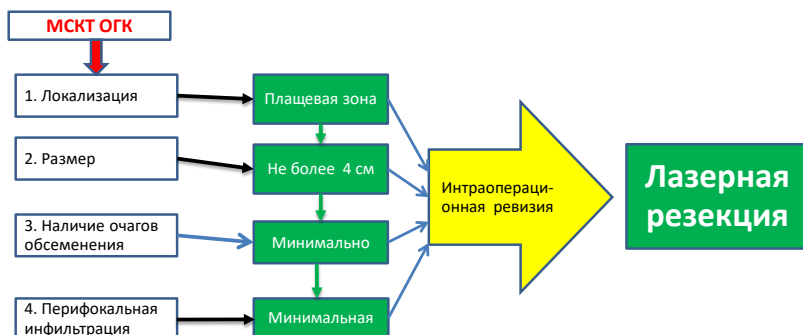 МСКТ ОГК
1. Локализация
Плащевая зона
2. Размер
Не более 4 см
3. Наличие очагов
обсеменения
Минимально
4. Перифокальная
инфильтрация
Минимальная
Интраопераци-
онная ревизия
Лазерная
резекция